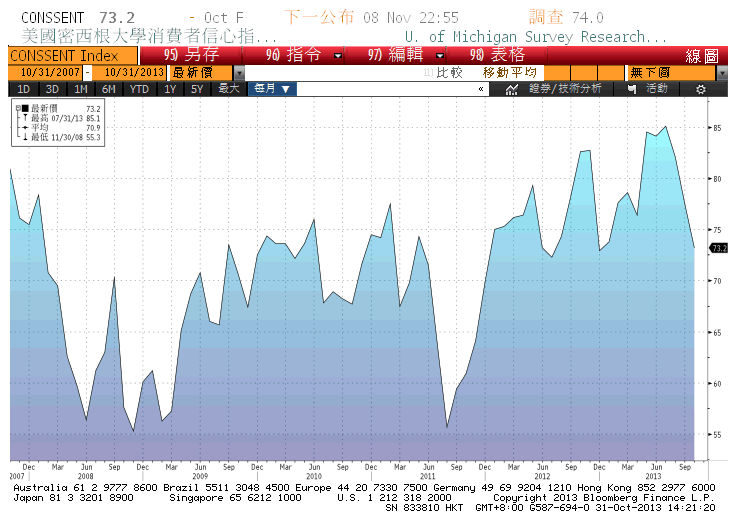 CONSSENT 73.2 - Oct F 下一公布 08 Nov 22:55 調查 74.0
美國密西根大學消費者信心指... U. of Michigan Survey Research...
CONSSENT Index 95) 另存 96) 指令 97) 編輯 98) 表格 線圖
10/31/2007 - 10/31/2013 最新價 比較 移動平均 無下價
1D 3D 1M 6M YTD 1Y 5Y 最大 每月 ▼ « 證券/技術分析 活動
最新價 73.2
最高 07/31/13 85.1
平均 70.9
最低 11/30/08 55.3
85
80
75
73.2
70
65
60
55
Dec Mar Jun Sep Dec Mar Jun Sep Dec Mar Jun Sep Dec Mar Jun Sep Dec Mar Jun Sep Dec Mar Jun Sep
2007 2008 2009 2010 2011 2012 2013
Australia 61 2 9777 8600 Brazil 5511 3048 4500 Europe 44 20 7330 7500 Germany 49 69 9204 1210 Hong Kong 852 2977 6000
Japan 81 3 3201 8900 Singapore 65 6212 1000 U.S. 1 212 318 2000 Copyright 2013 Bloomberg Finance L.P.
SN 833810 HKT GMT+8:00 G587-694-0 31-Oct-2013 14:21:20